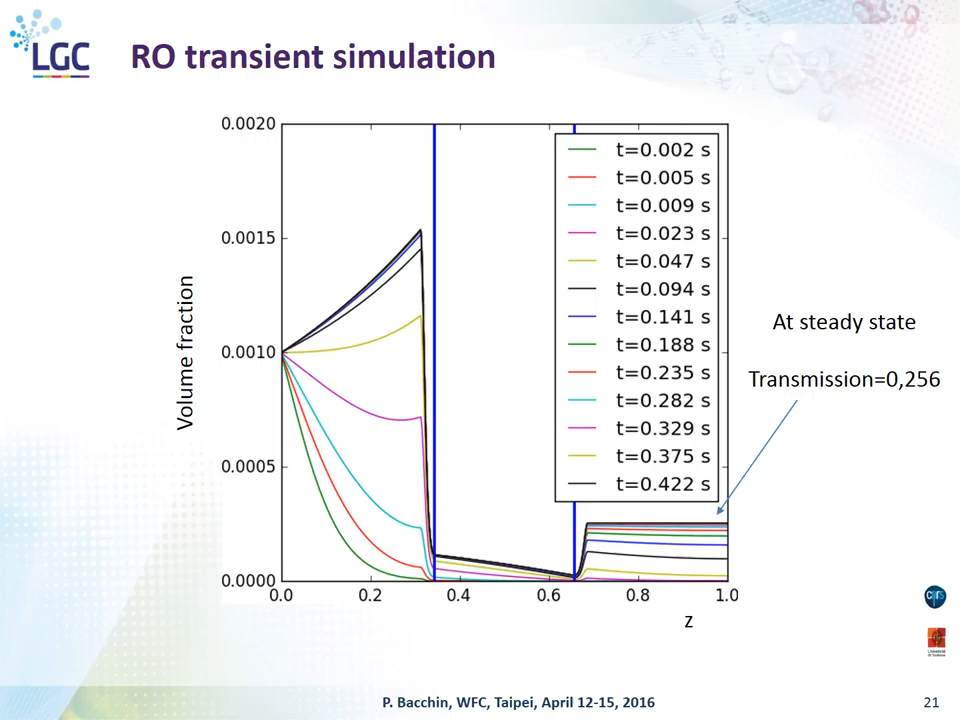 LGC
RO transient simulation
0.0020
0.0015
0.0010
0.0005
0.0000
0.0
0.2
0.4
0.6
0.8
1.0
Volume fraction
z
t=0.002 s
t=0.005 s
t=0.009 s
t=0.023 s
t=0.047 s
t=0.094 s
t=0.141 s
t=0.188 s
t=0.235 s
t=0.282 s
t=0.329 s
t=0.375 s
t=0.422 s
At steady state
Transmission=0,256
cnrs
P. Bacchin, WFC, Taipei, April 12-15, 2016
21